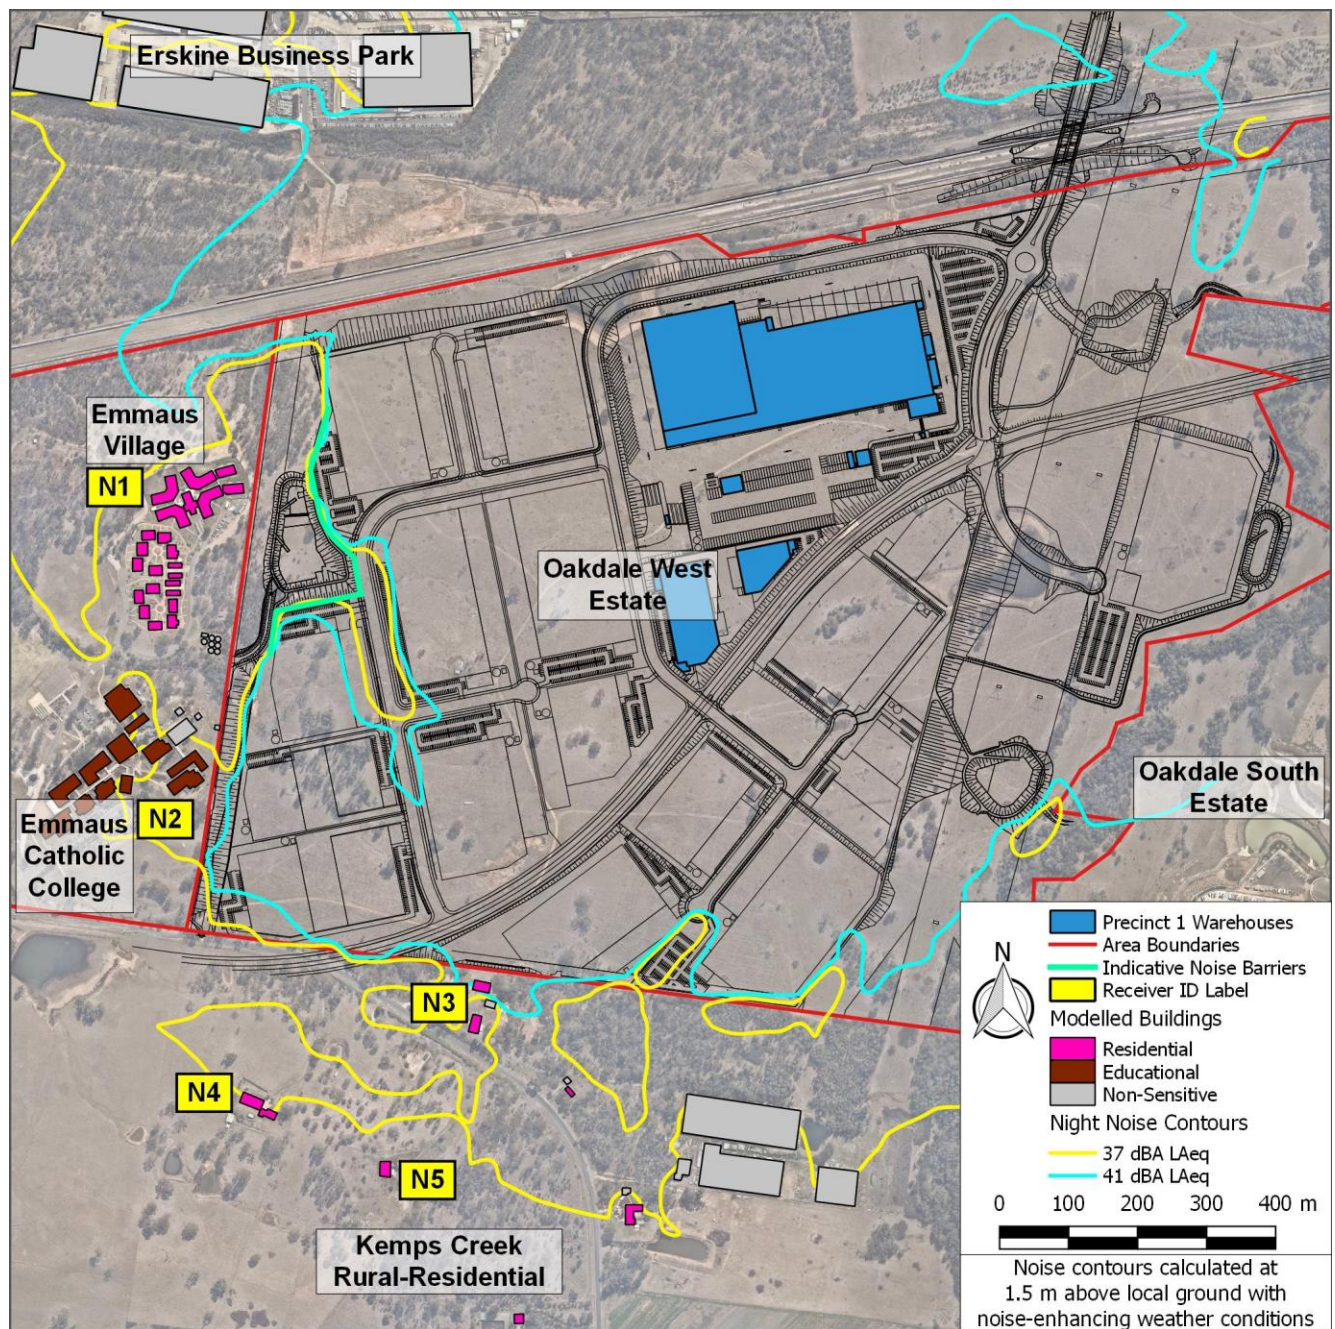 Erskine Business Park
Emmaus
Village
N1
Oakdale West
Estate
N2
Emmaus
Catholic
College
Oakdale South
Estate
N3
N4
N5
Kemps Creek
Rural-Residential
N
Precinct 1 Warehouses
Area Boundaries
Indicative Noise Barriers
Receiver ID Label
Modelled Buildings
Residential
Educational
Non-Sensitive
Night Noise Contours
37 dBA LAeq
41 dBA LAeq
0 100 200 300 400 m
Noise contours calculated at
1.5 m above local ground with
noise-enhancing weather conditions